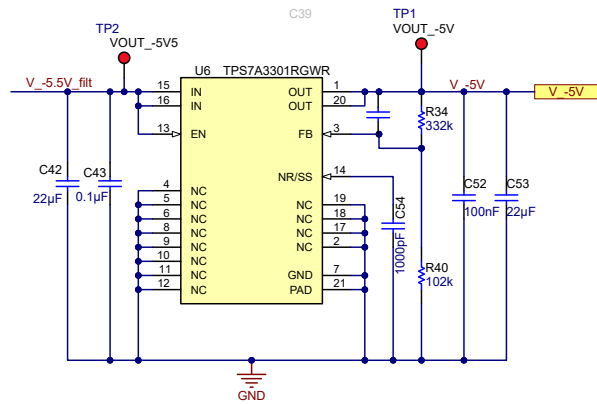 C39
TP2
VOUT_-5V5
TP1
VOUT_-5V
U6 TPS7A3301RGWR
V_-5.5V_filt
15 IN
16 IN
13 EN
4 NC
5 NC
6 NC
8 NC
9 NC
10 NC
11 NC
12 NC
OUT 1
OUT 20
FB 3
NR/SS 14
NC 19
NC 18
NC 17
NC 2
GND 7
PAD 21
V_-5V
V_-5V
R34
332k
C42
22µF
C43
0.1µF
C54
1000pF
C52
100nF
C53
22µF
R40
102k
GND